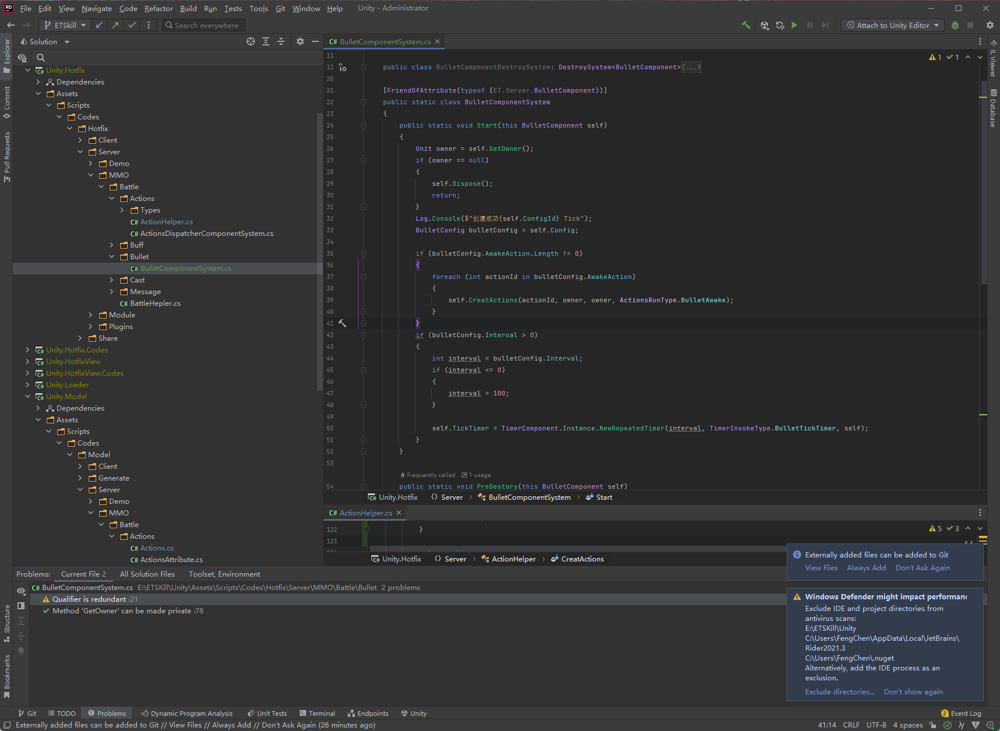 RD File Edit View Navigate Code Refactor Build Run Tests Tools Git Window Help Unity - Administrator
ETSkill Search everywhere Attach to Unity Editor
Explorer
Commit
Pull Requests
Structure
Bookmarks
Solution
Unity.Hotfix
Dependencies
Assets
Scripts
Codes
Hotfix
Client
Server
Demo
MMO
Battle
Actions
Types
C# ActionHelper.cs
C# ActionsDispatcherComponentSystem.cs
Buff
Bullet
C# BulletComponentSystem.cs
Cast
Message
C# BattleHepler.cs
Module
Plugins
Share
Unity.Hotfix.Codes
Unity.HotfixView
Unity.HotfixView.Codes
Unity.Loader
Unity.Model
Dependencies
Assets
Scripts
Codes
Model
Client
Generate
Server
Demo
MMO
Battle
Actions
C# Actions.cs
C# ActionsAttribute.cs
C# BulletComponentSystem.cs
1 1
IL Viewer
Database
11
12 public class BulletComponentDestroySystem: DestroySystem<BulletComponent>{...}
20
21 [FriendOfAttribute(typeof (ET.Server.BulletComponent))]
22 public static class BulletComponentSystem
23 {
24 public static void Start(this BulletComponent self)
25 {
26 Unit owner = self.GetOwner();
27 if (owner == null)
28 {
29 self.Dispose();
30 return;
31 }
32 Log.Console($"创建成功{self.ConfigId} Tick");
33 BulletConfig bulletConfig = self.Config;
34
35 if (bulletConfig.AwakeAction.Length != 0)
36 {
37 foreach (int actionId in bulletConfig.AwakeAction)
38 {
39 self.CreatActions(actionId, owner, owner, ActionsRunType.BulletAwake);
40 }
41 }
42 if (bulletConfig.Interval > 0)
43 {
44 int interval = bulletConfig.Interval;
45 if (interval <= 0)
46 {
47 interval = 100;
48 }
49
50 self.TickTimer = TimerComponent.Instance.NewRepeatedTimer(interval, TimerInvokeType.BulletTickTimer, self);
51 }
52 }
53
Frequently called 1 usage
54 public static void PreDestory(this BulletComponent self)
Unity.Hotfix Server BulletComponentSystem Start
C# ActionHelper.cs
122 }
5 3
123
Unity.Hotfix Server ActionHelper CreatActions
Externally added files can be added to Git
View Files Always Add Don't Ask Again
Windows Defender might impact performanc
Exclude IDE and project directories from
antivirus scans:
E:\ETSKill\Unity
C:\Users\FengChen\AppData\Local\JetBrains\
Rider2021.3
C:\Users\FengChen\.nuget
Alternatively, add the IDE process as an
exclusion.
Exclude directories... Don't show again
Problems: Current File 2 All Solution Files Toolset, Environment
C# BulletComponentSystem.cs E:\ETSKill\Unity\Assets\Scripts\Codes\Hotfix\Server\MMO\Battle\Bullet 2 problems
Qualifier is redundant :21
Method 'GetOwner' can be made private :78
Git TODO Problems Dynamic Program Analysis Unit Tests Terminal Endpoints Unity 2 Event Log
Externally added files can be added to Git // View Files // Always Add // Don't Ask Again (26 minutes ago) 41:14 CRLF UTF-8 4 spaces